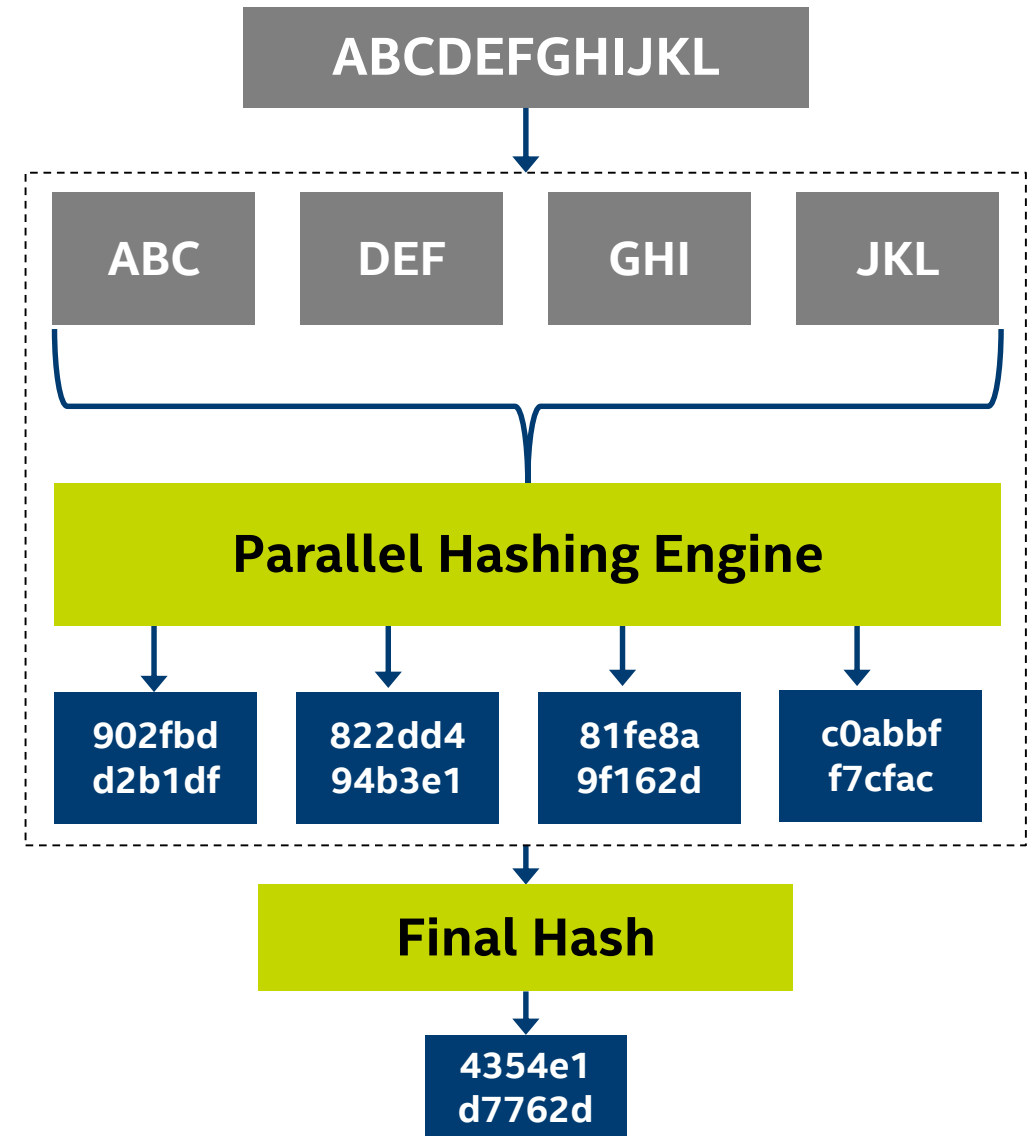 ABCDEFGHIJKL
ABC
DEF
GHI
JKL
Parallel Hashing Engine
902fbd
d2b1df
822dd4
94b3e1
81fe8a
9f162d
c0abbf
f7cfac
Final Hash
4354e1
d7762d